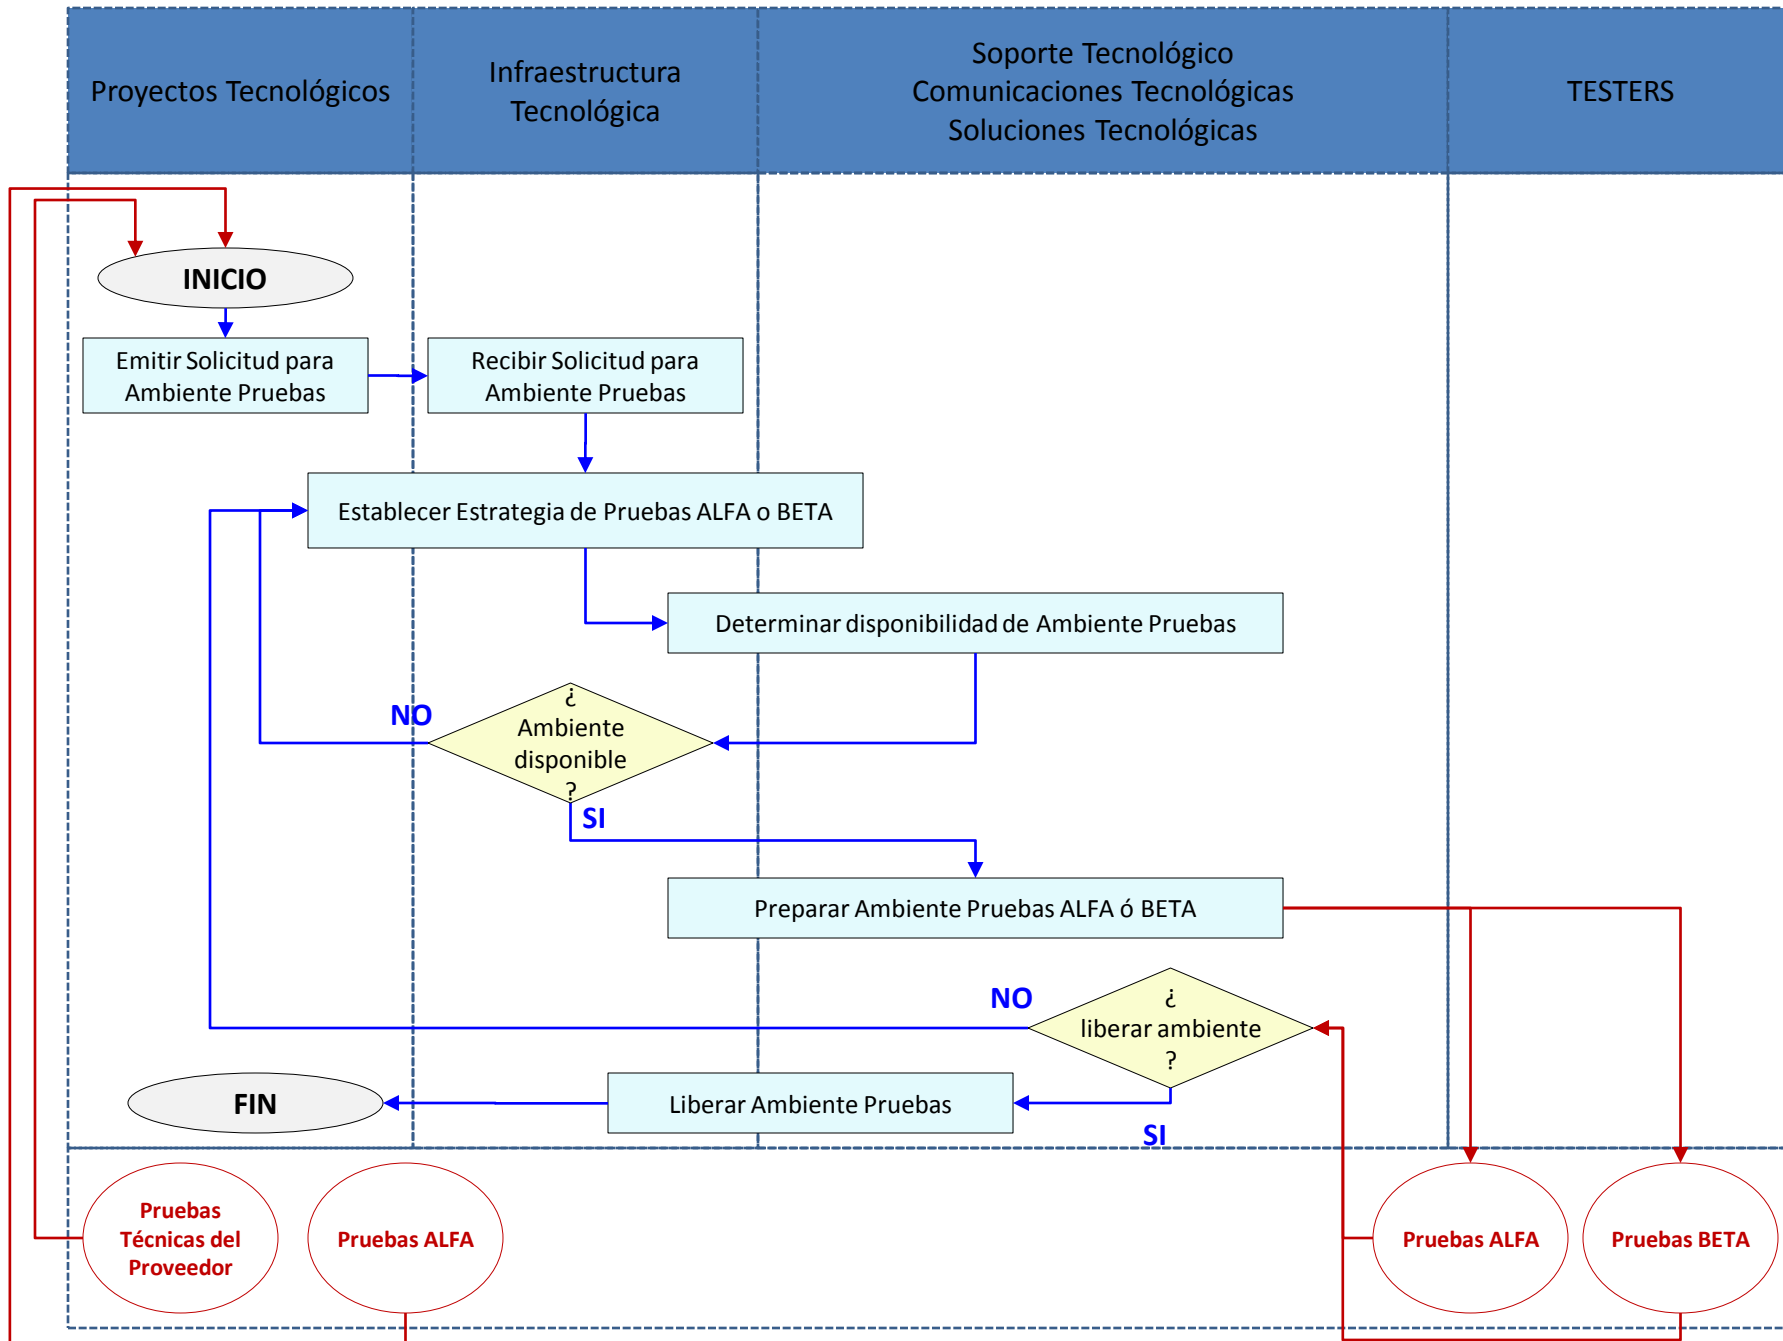 Proyectos Tecnológicos
Infraestructura
Tecnológica
Soporte Tecnológico
Comunicaciones Tecnológicas
Soluciones Tecnológicas
TESTERS
INICIO
Emitir Solicitud para
Ambiente Pruebas
Recibir Solicitud para
Ambiente Pruebas
Establecer Estrategia de Pruebas ALFA o BETA
Determinar disponibilidad de Ambiente Pruebas
NO
¿
Ambiente
disponible
?
SI
Preparar Ambiente Pruebas ALFA ó BETA
NO
¿
liberar ambiente
?
SI
Liberar Ambiente Pruebas
FIN
Pruebas
Técnicas del
Proveedor
Pruebas ALFA
Pruebas ALFA
Pruebas BETA